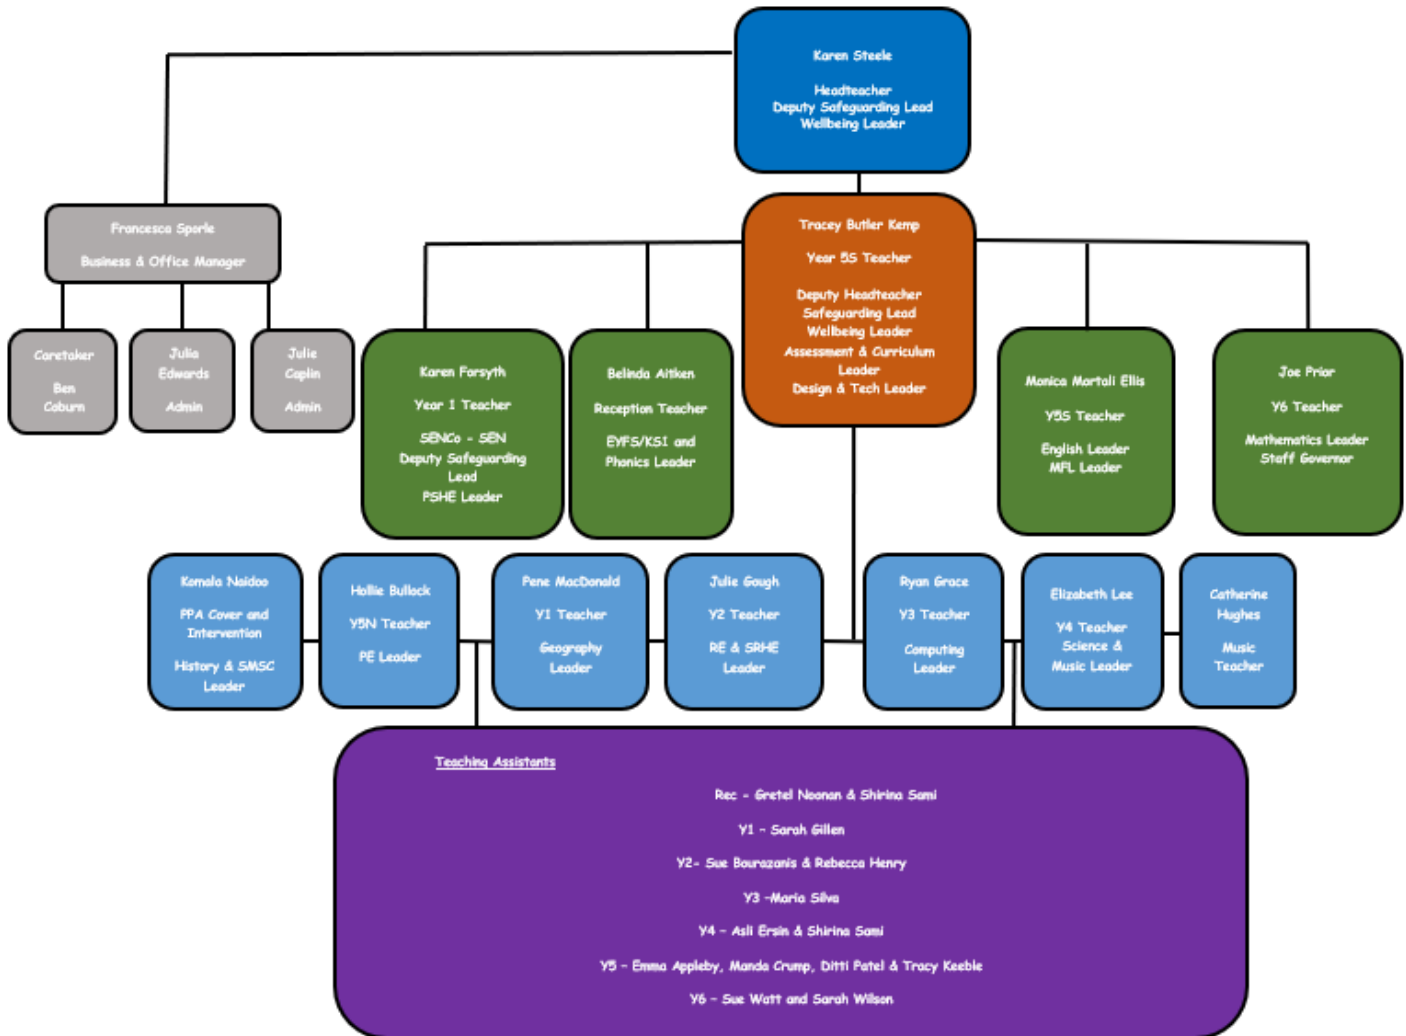 Karen Steele
Headteacher
Deputy Safeguarding Lead
Wellbeing Leader
Francesca Sparle
Business & Office Manager
Tracey Butler Kemp
Year 5S Teacher
Deputy Headteacher
Safeguarding Lead
Wellbeing Leader
Assessment & Curriculum
Leader
Design & Tech Leader
Caretaker
Ben
Coburn
Julia
Edwards
Admin
Julie
Caplin
Admin
Karen Forsyth
Year 1 Teacher
SENCo - SEN
Deputy Safeguarding
Lead
PSHE Leader
Belinda Aitken
Reception Teacher
EYFS/KS1 and
Phonics Leader
Monica Mortali Ellis
Y5S Teacher
English Leader
MFL Leader
Joe Prior
Y6 Teacher
Mathematics Leader
Staff Governor
Kamala Naidoo
PPA Cover and
Intervention
History & SMSC
Leader
Hollie Bullock
Y5N Teacher
PE Leader
Pene MacDonald
Y1 Teacher
Geography
Leader
Julie Gough
Y2 Teacher
RE & SRHE
Leader
Ryan Grace
Y3 Teacher
Computing
Leader
Elizabeth Lee
Y4 Teacher
Science &
Music Leader
Catherine
Hughes
Music
Teacher
Teaching Assistants
Rec - Gretel Noonan & Shirina Sami
Y1 - Sarah Gillen
Y2- Sue Bourazanis & Rebecca Henry
Y3 -Maria Silva
Y4 - Asli Ersin & Shirina Sami
Y5 - Emma Appleby, Manda Crump, Ditti Patel & Tracy Keeble
Y6 - Sue Watt and Sarah Wilson